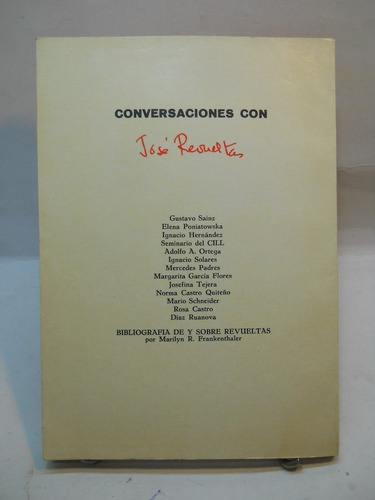 CONVERSACIONES CON
José Revueltas
Gustavo Sainz
Elena Poniatowska
Ignacio Hernández
Seminario del CILL
Adolfo A. Ortega
Ignacio Solares
Mercedes Padres
Margarita García Flores
Josefina Tejera
Norma Castro Quiteño
Mario Schneider
Rosa Castro
Díaz Ruanova
BIBLIOGRAFIA DE Y SOBRE REVUELTAS
por Marilyn R. Frankenthaler